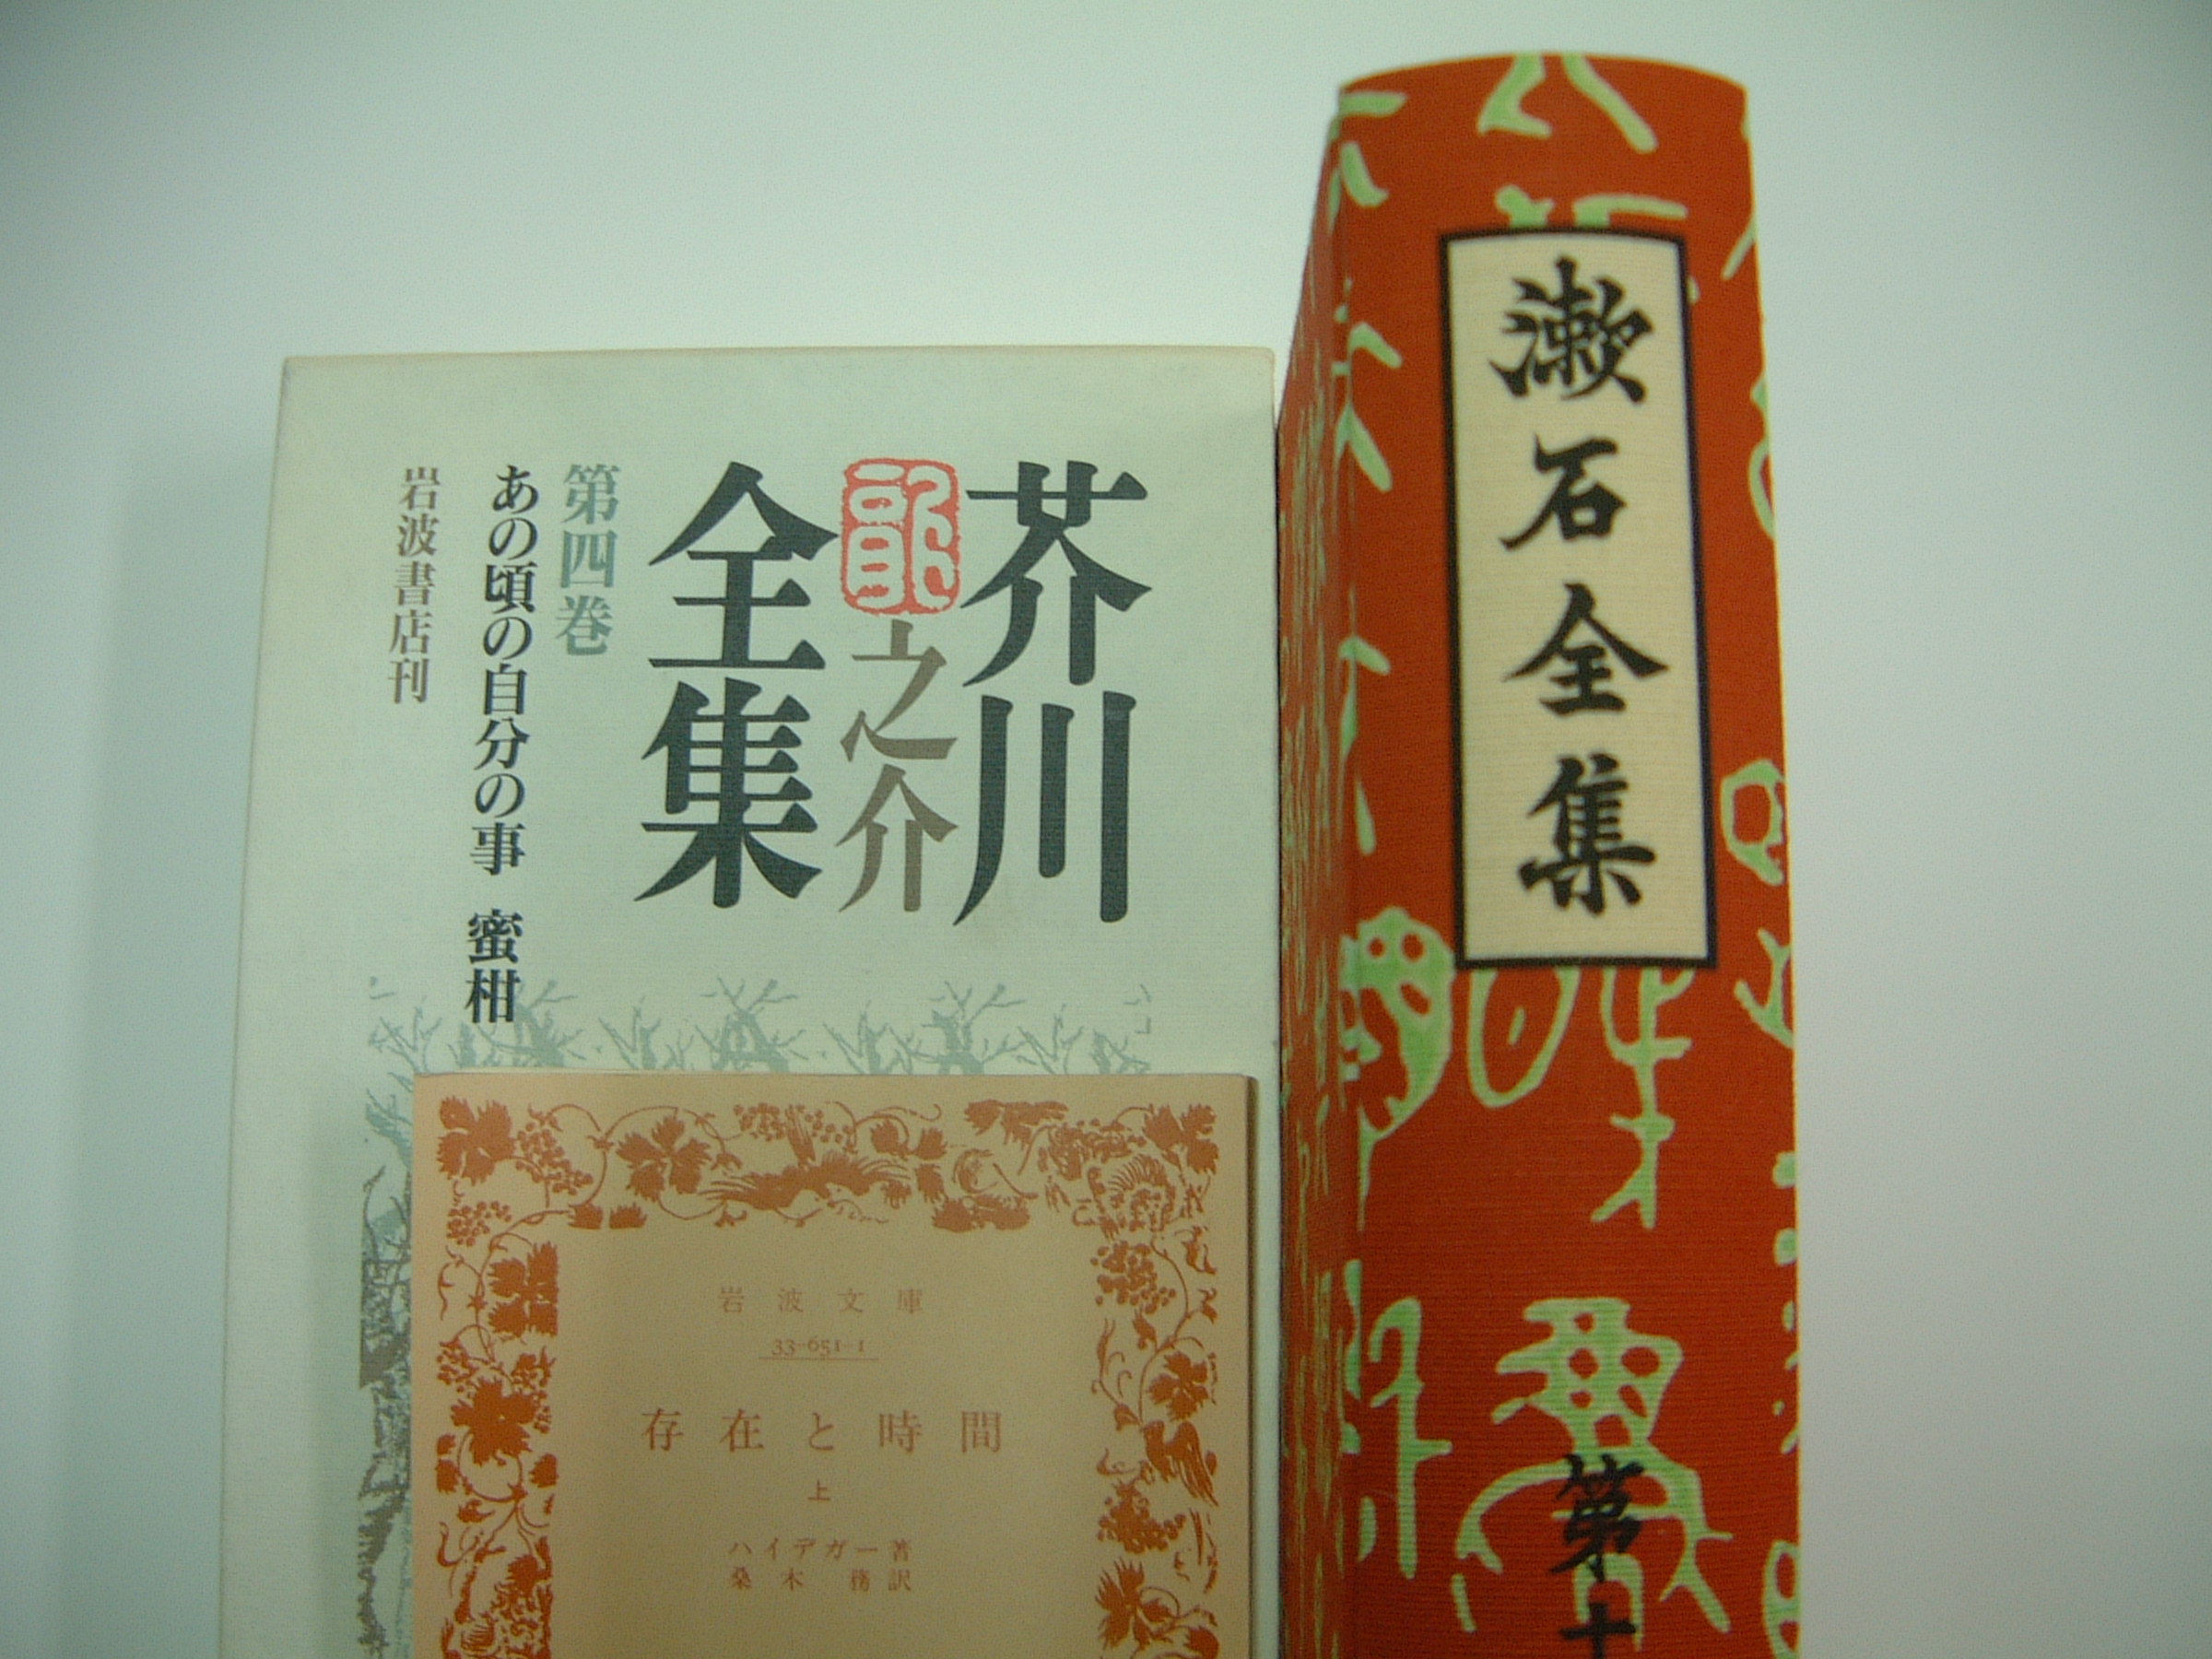 漱石全集
第十
芥川
龍之介
全集
第四巻
あの頃の自分の事 蜜柑
岩波書店刊
岩波文庫
33-651-1
存在と時間
上
ハイデガー著
桑木 務訳